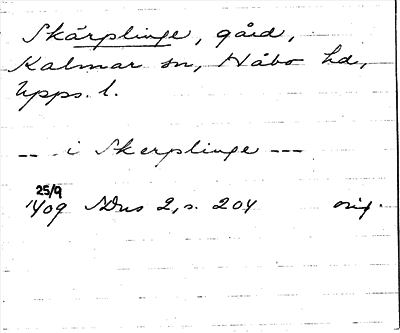 Skärplinge, gård,
Kalmar sn, Håbo hd,
Upps. l.
-- . i Skerplinge ---
25/9
1409 SDns 2, s. 204 orig.